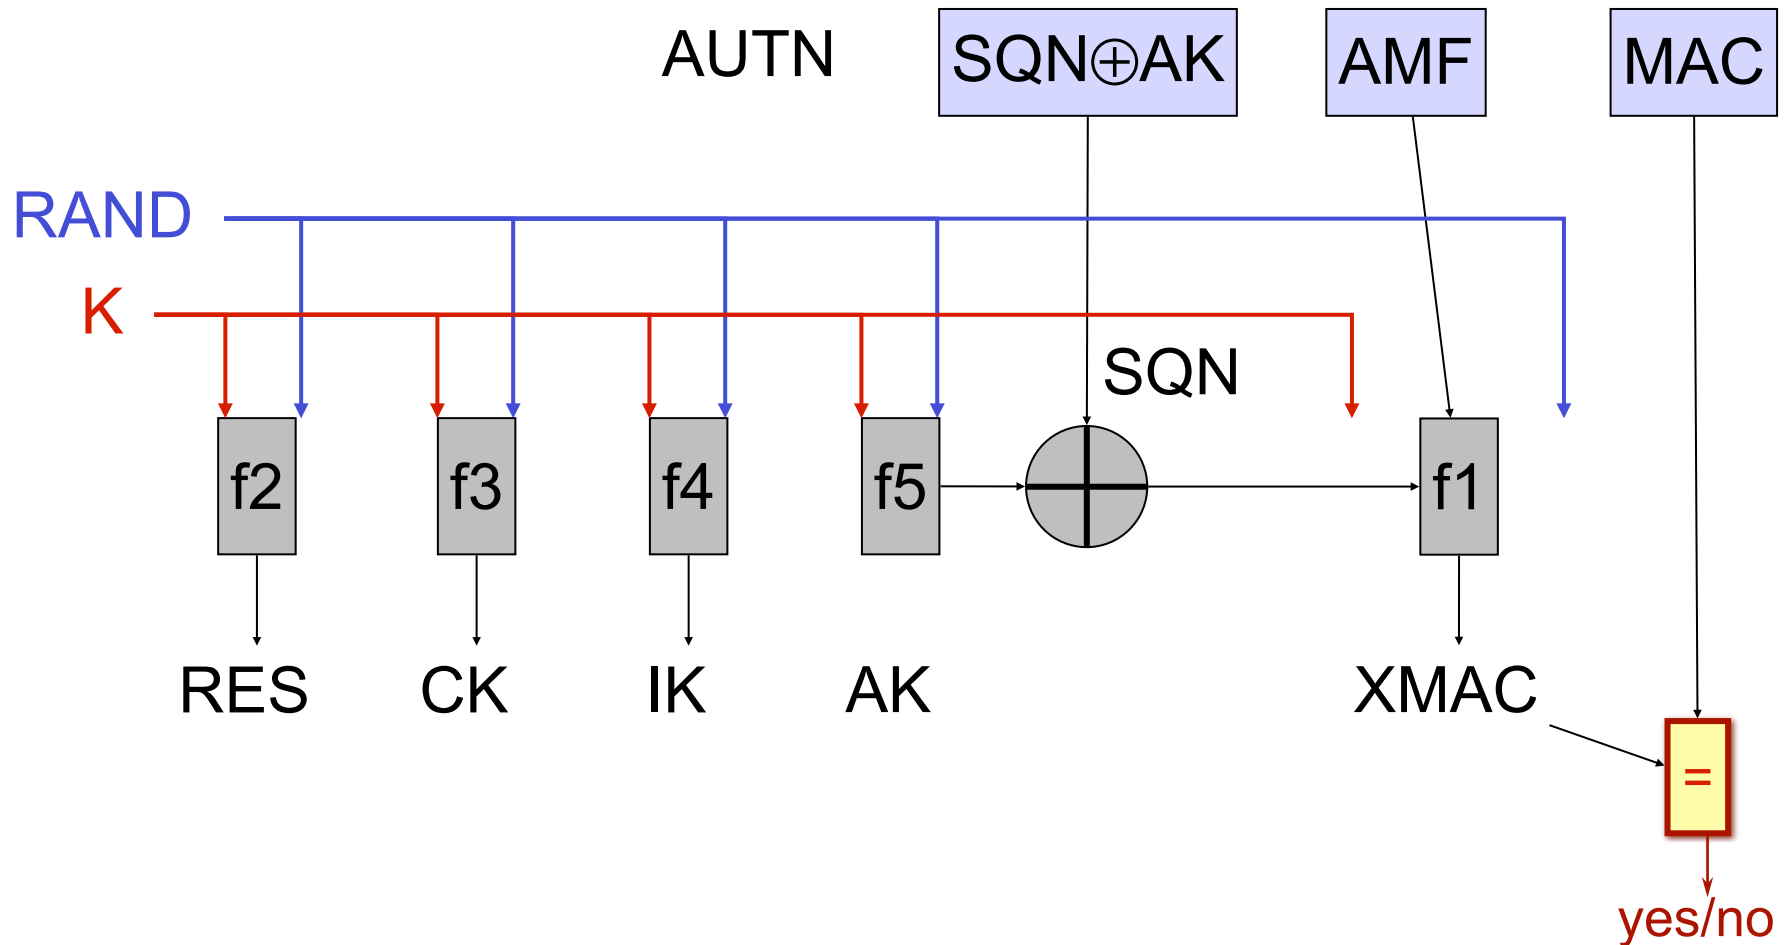 AUTN SQN⊕AK AMF MAC
RAND
K
SQN
f2 f3 f4 f5 f1
RES CK IK AK XMAC
=
yes/no